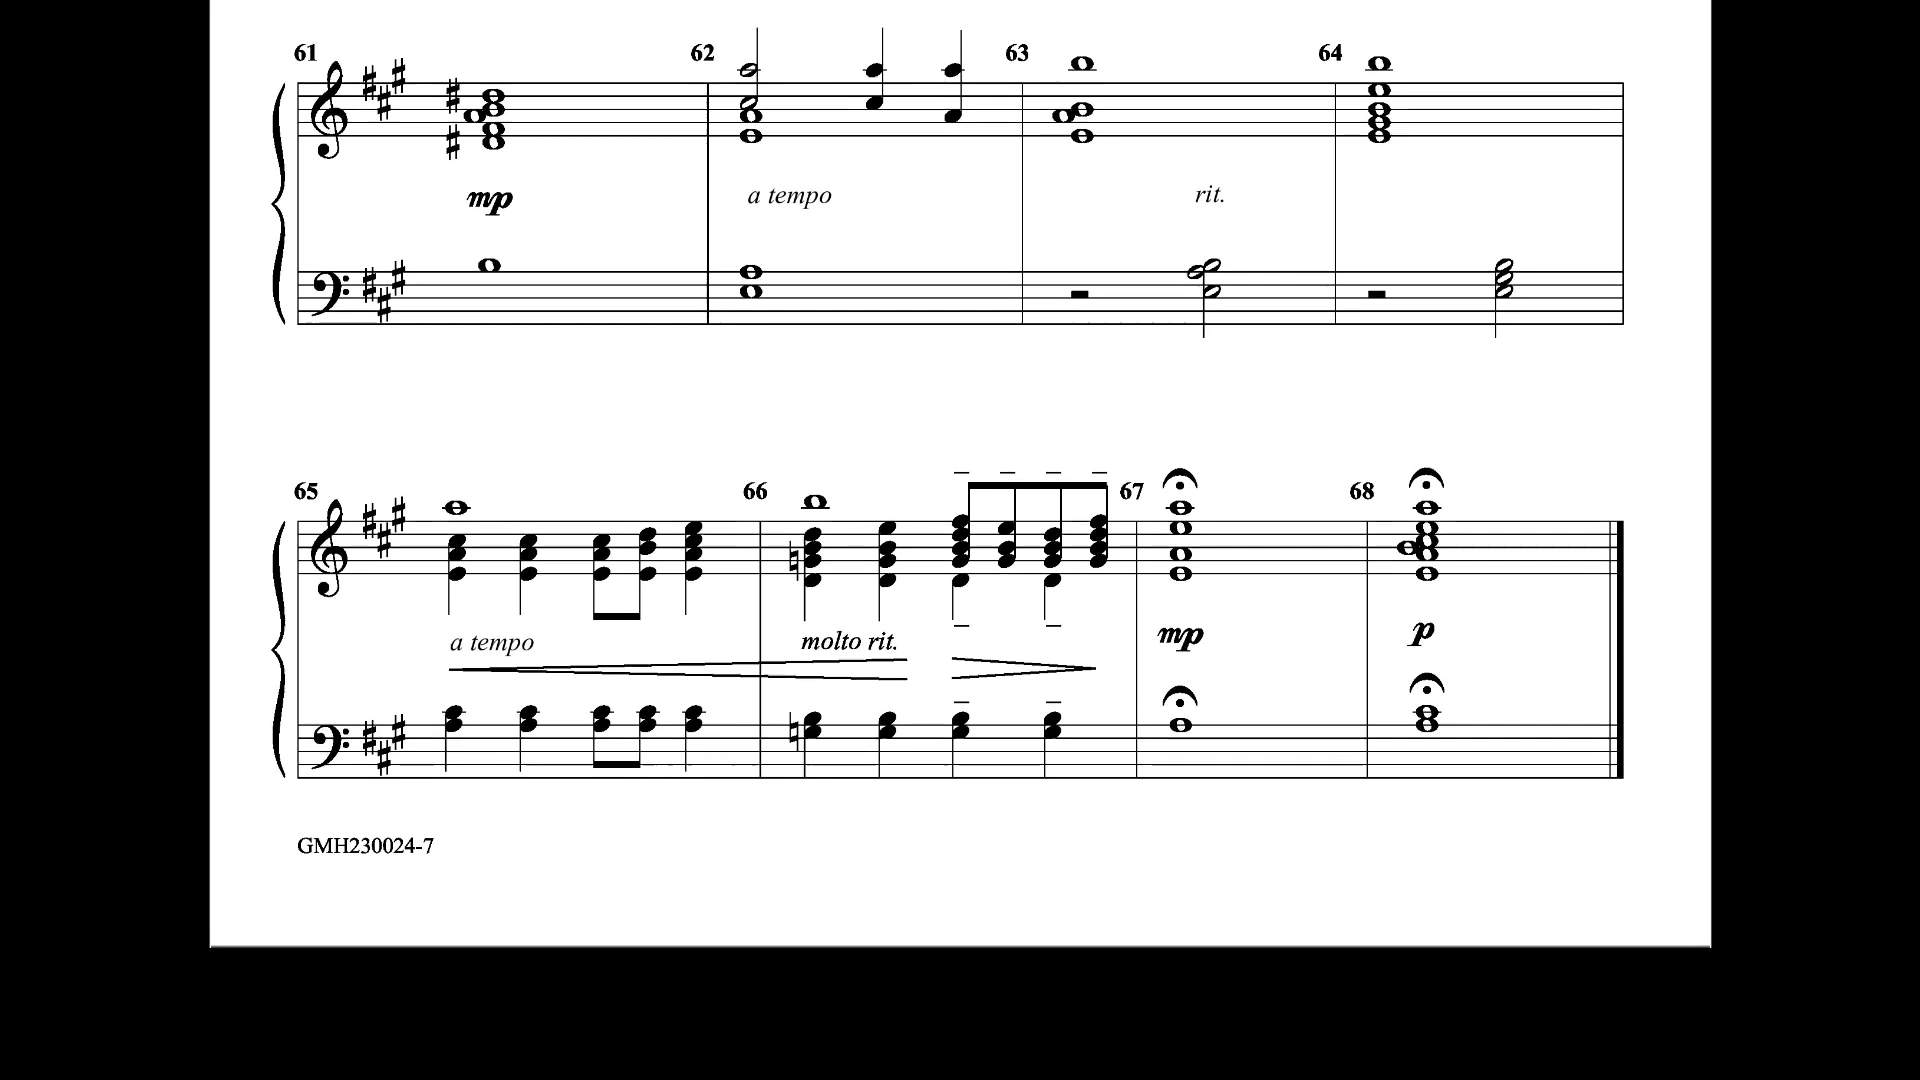 61 62 63 64
mp a tempo rit.
65 66 67 68
a tempo molto rit. mp p
GMH230024-7